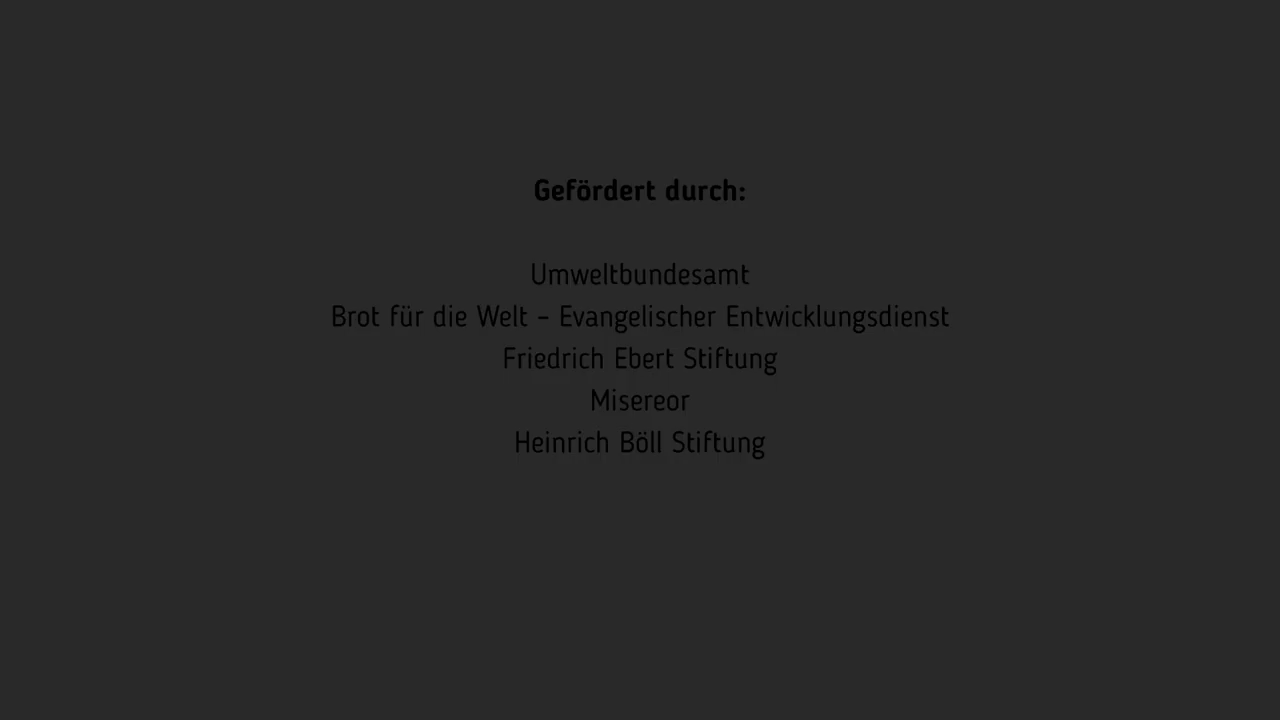 Gefördert durch:
Umweltbundesamt
Brot für die Welt – Evangelischer Entwicklungsdienst
Friedrich Ebert Stiftung
Misereor
Heinrich Böll Stiftung